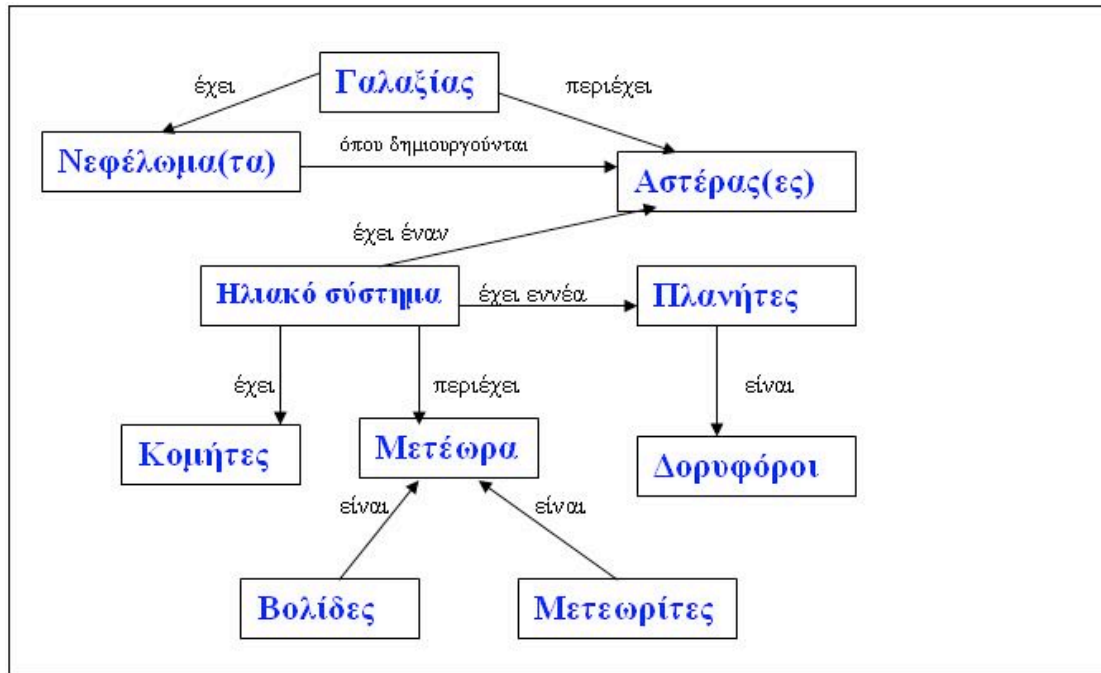 έχει
Γαλαξίας
περιέχει
Νεφέλωμα(τα)
όπου δημιουργούνται
Αστέρας(ες)
έχει έναν
Ηλιακό σύστημα
έχει εννέα
Πλανήτες
έχει
περιέχει
είναι
Κομήτες
Μετέωρα
Δορυφόροι
είναι
είναι
Βολίδες
Μετεωρίτες